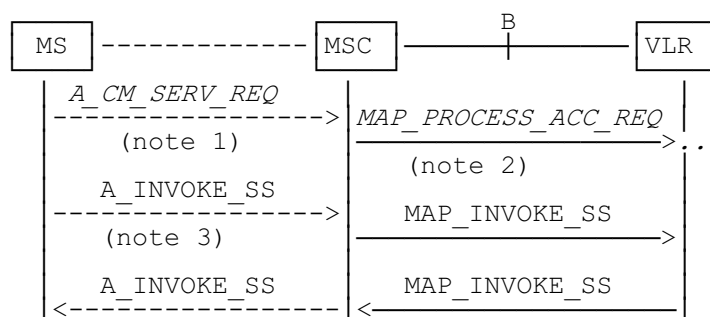 B
MS MSC VLR
A_CM_SERV_REQ
MAP_PROCESS_ACC_REQ
(note 1)
..
(note 2)
A_INVOKE_SS
MAP_INVOKE_SS
(note 3)
A_INVOKE_SS MAP_INVOKE_SS